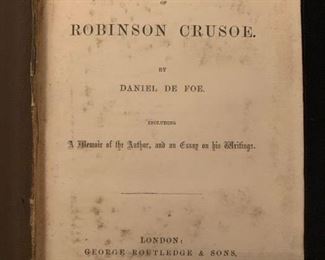 ROBINSON CRUSOE.
BY
DANIEL DE FOE.
INCLUDING
A Memoir of the Author, and an Essay on his Writings.
LONDON:
GEORGE ROUTLEDGE & SONS,